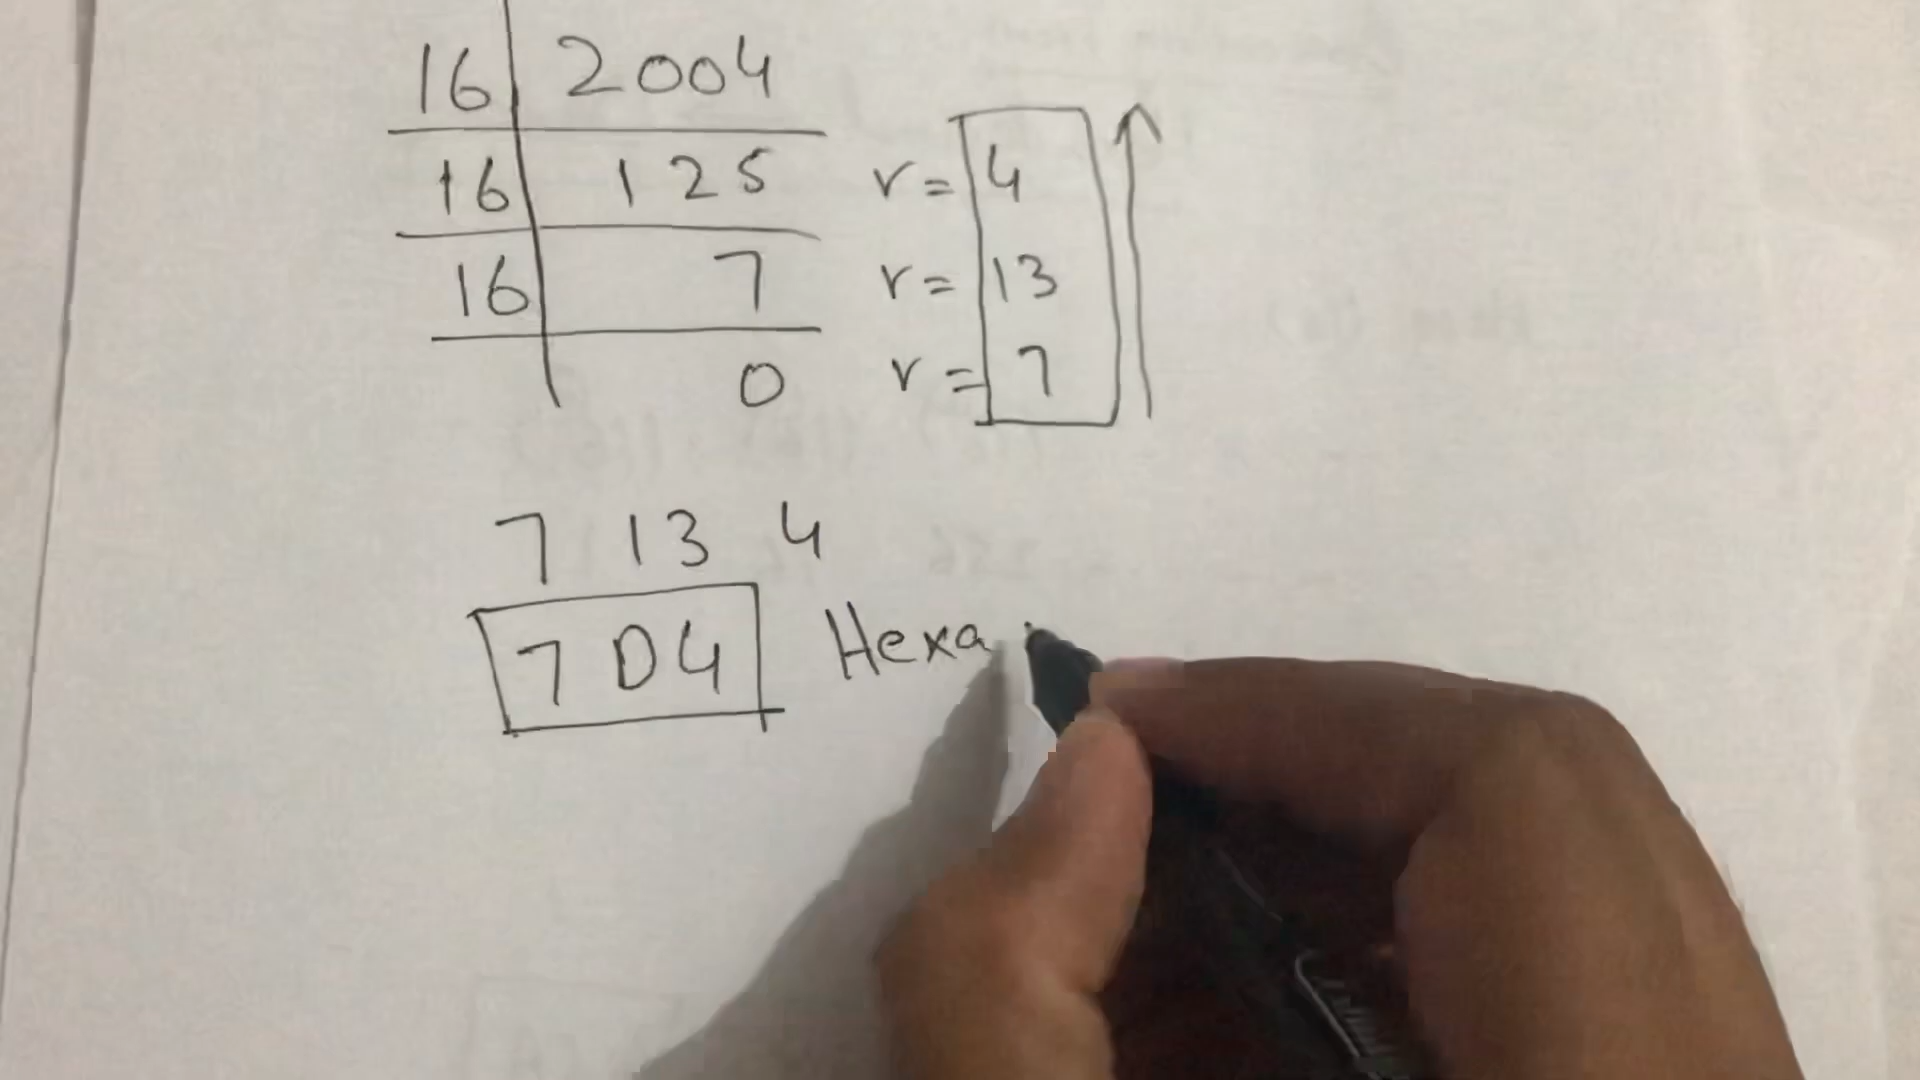 16 2004
16 125 r = 4
16 7 r = 13
0 r = 7
7 13 4
7 D 4 Hexa